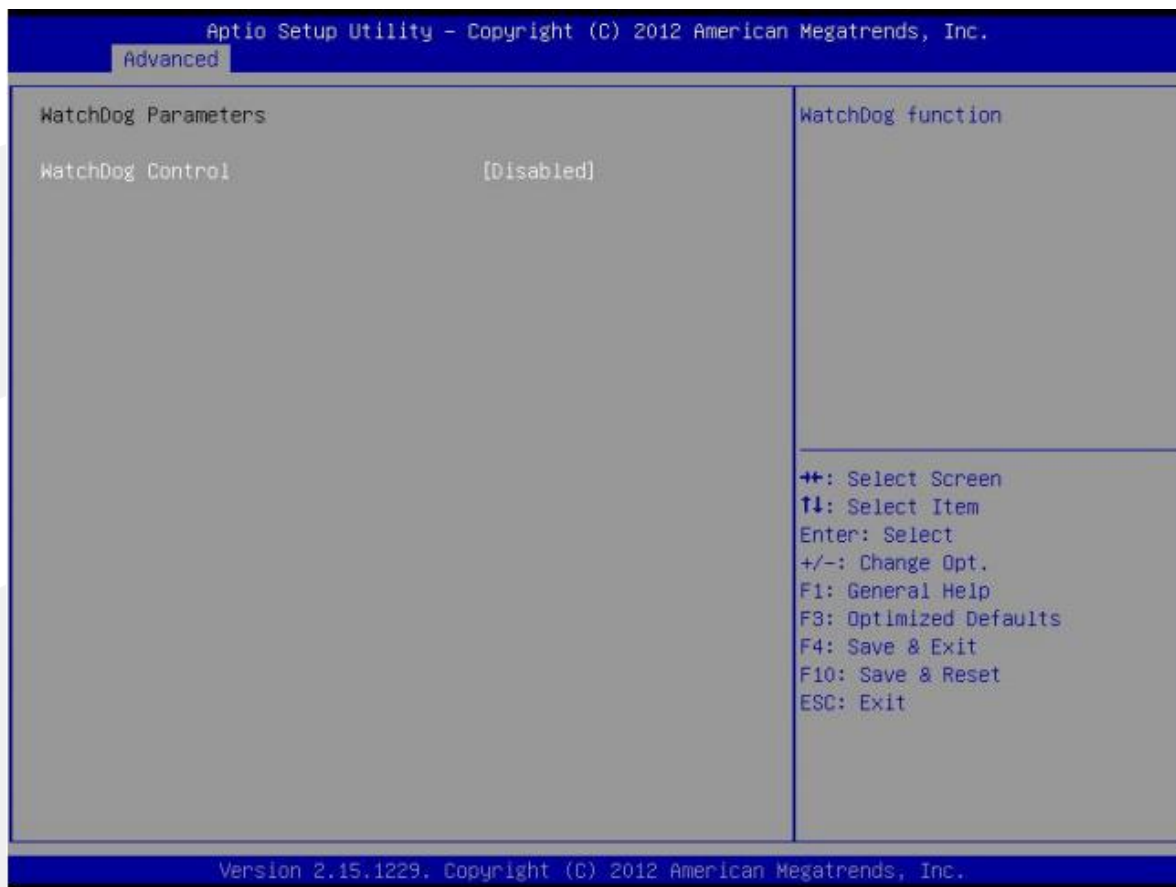 Aptio Setup Utility - Copyright (C) 2012 American Megatrends, Inc.
Advanced
WatchDog Parameters
WatchDog Control [Disabled]
WatchDog function
→←: Select Screen
↑↓: Select Item
Enter: Select
+/-: Change Opt.
F1: General Help
F3: Optimized Defaults
F4: Save & Exit
F10: Save & Reset
ESC: Exit
Version 2.15.1229. Copyright (C) 2012 American Megatrends, Inc.